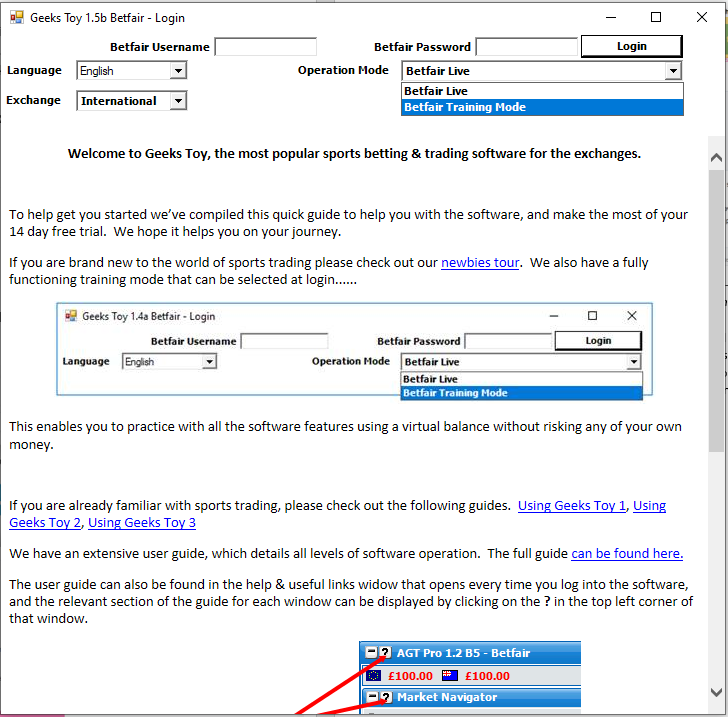 Geeks Toy 1.5b Betfair - Login
Betfair Username Betfair Password Login
Language English Operation Mode Betfair Live
Exchange International Betfair Live
Betfair Training Mode
Welcome to Geeks Toy, the most popular sports betting & trading software for the exchanges.
To help get you started we've compiled this quick guide to help you with the software, and make the most of your
14 day free trial. We hope it helps you on your journey.
If you are brand new to the world of sports trading please check out our newbies tour. We also have a fully
functioning training mode that can be selected at login......
Geeks Toy 1.4a Betfair - Login
Betfair Username Betfair Password Login
Language English Operation Mode Betfair Live
Betfair Live
Betfair Training Mode
This enables you to practice with all the software features using a virtual balance without risking any of your own
money.
If you are already familiar with sports trading, please check out the following guides. Using Geeks Toy 1, Using
Geeks Toy 2, Using Geeks Toy 3
We have an extensive user guide, which details all levels of software operation. The full guide can be found here.
The user guide can also be found in the help & useful links widow that opens every time you log into the software,
and the relevant section of the guide for each window can be displayed by clicking on the ? in the top left corner of
that window.
? AGT Pro 1.2 B5 - Betfair
£100.00 £100.00
? Market Navigator